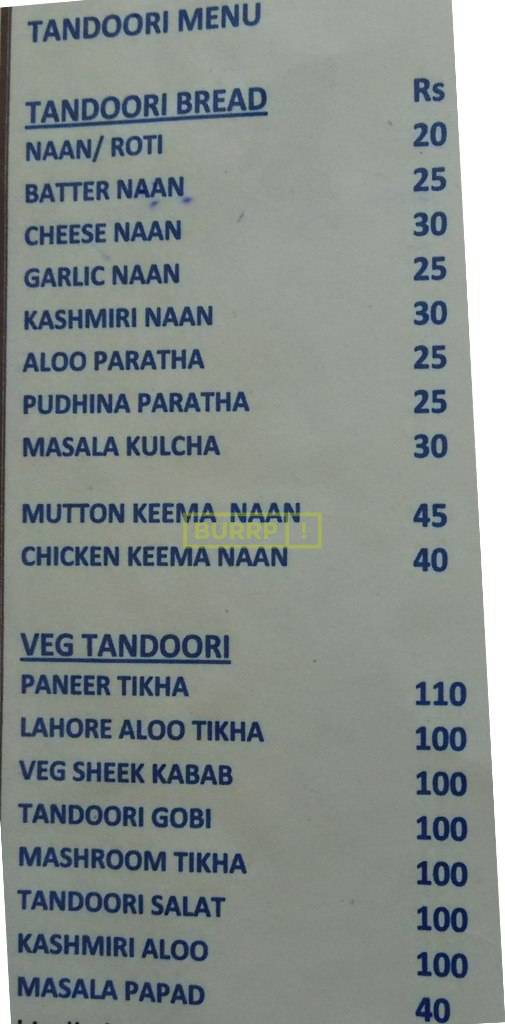 TANDOORI MENU
TANDOORI BREAD Rs
NAAN/ ROTI 20
BATTER NAAN 25
CHEESE NAAN 30
GARLIC NAAN 25
KASHMIRI NAAN 30
ALOO PARATHA 25
PUDHINA PARATHA 25
MASALA KULCHA 30
MUTTON KEEMA NAAN 45
BURRP !
CHICKEN KEEMA NAAN 40
VEG TANDOORI
PANEER TIKHA 110
LAHORE ALOO TIKHA 100
VEG SHEEK KABAB 100
TANDOORI GOBI 100
MASHROOM TIKHA 100
TANDOORI SALAT 100
KASHMIRI ALOO 100
MASALA PAPAD 40